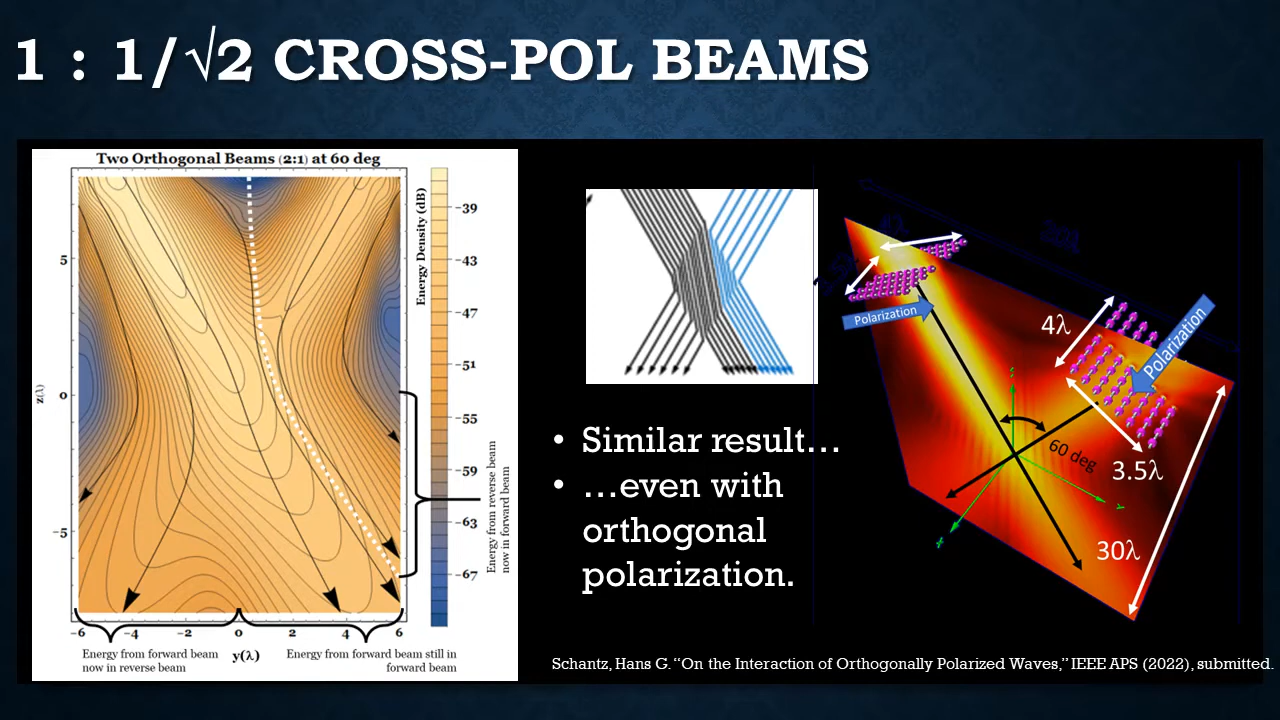 1 : 1/√2 CROSS-POL BEAMS
Two Orthogonal Beams (2:1) at 60 deg
5
0
−5
z(λ)
−6
−4
−2
0
2
4
6
y(λ)
Energy Density (dB)
−39
−43
−47
−51
−55
−59
−63
−67
Energy from reverse beam
now in forward beam
Energy from forward beam
now in reverse beam
Energy from forward beam still in
forward beam
• Similar result…
• …even with
orthogonal
polarization.
Polarization
4λ
Polarization
60 deg
3.5λ
30λ
Schantz, Hans G. “On the Interaction of Orthogonally Polarized Waves,” IEEE APS (2022), submitted.